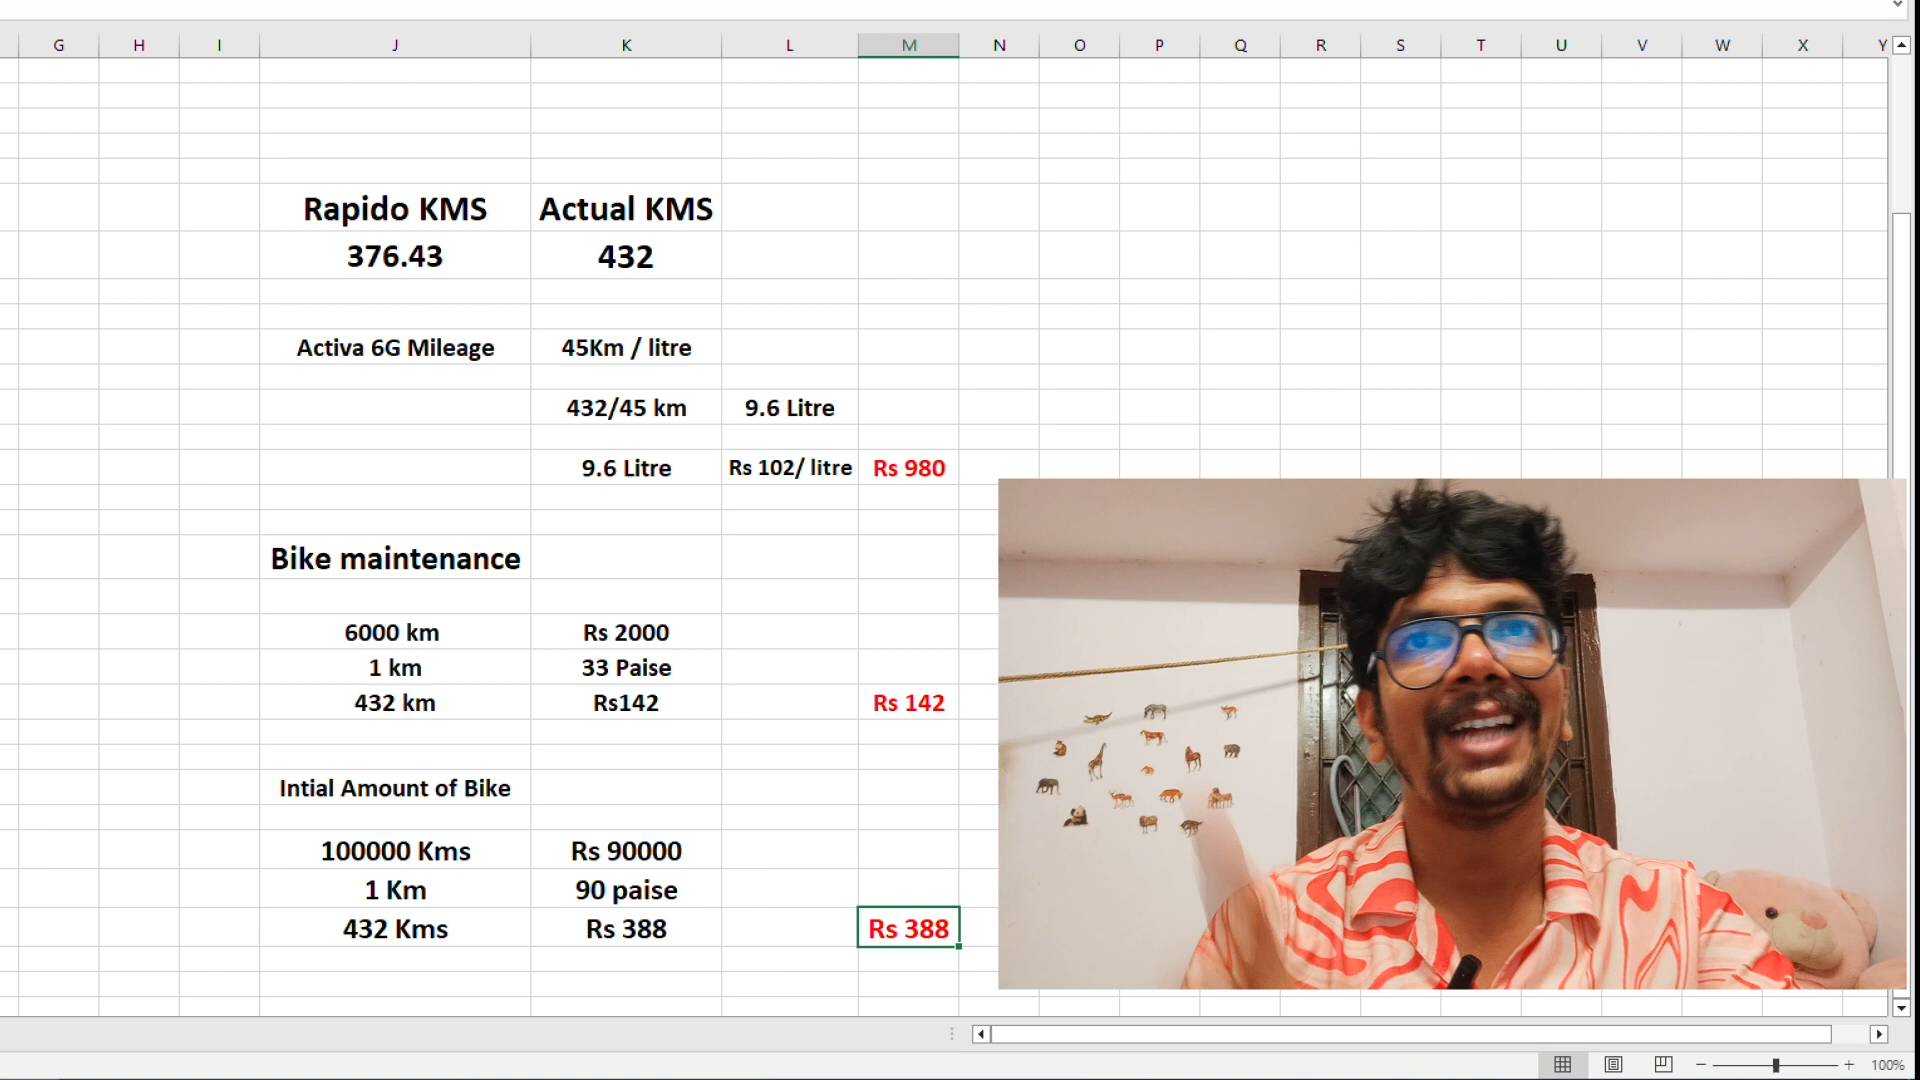 G H I J K L M N O P Q R S T U V W X Y
Rapido KMS Actual KMS
376.43 432
Activa 6G Mileage 45Km / litre
432/45 km 9.6 Litre
9.6 Litre Rs 102/ litre Rs 980
Bike maintenance
6000 km Rs 2000
1 km 33 Paise
432 km Rs142 Rs 142
Intial Amount of Bike
100000 Kms Rs 90000
1 Km 90 paise
432 Kms Rs 388 Rs 388
100%